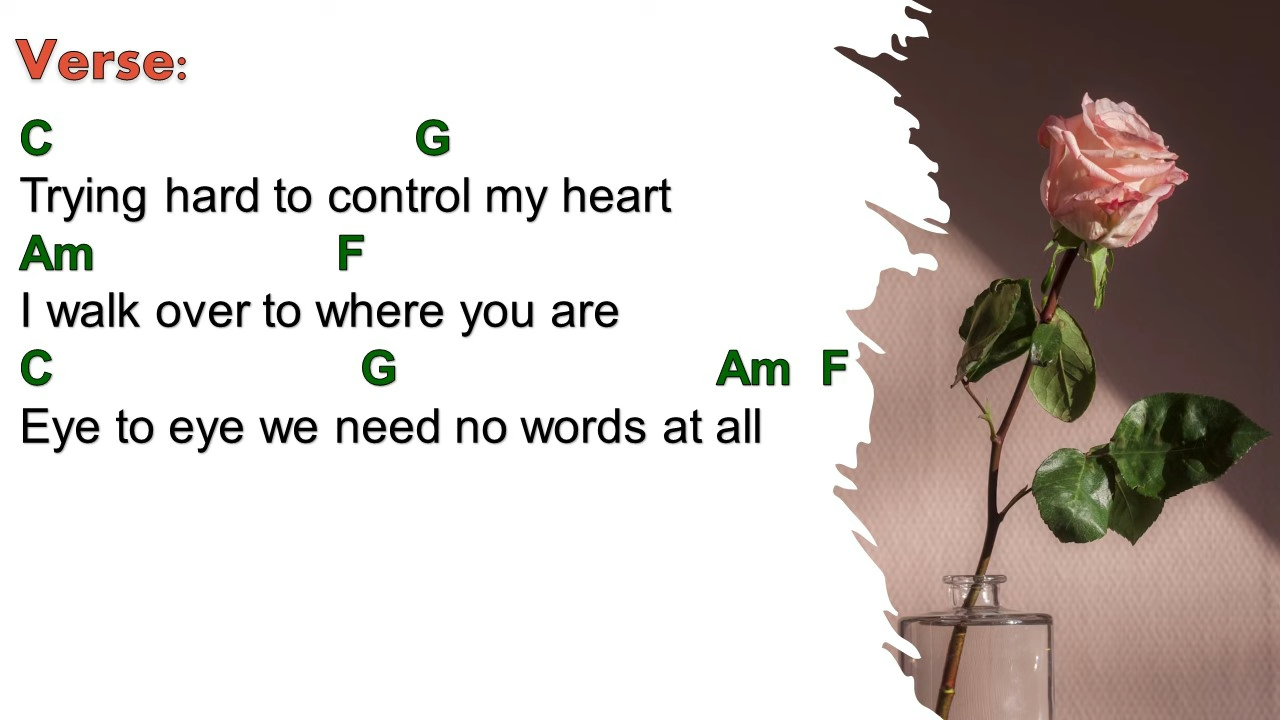 Verse:
C G
Trying hard to control my heart
Am F
I walk over to where you are
C G Am F
Eye to eye we need no words at all